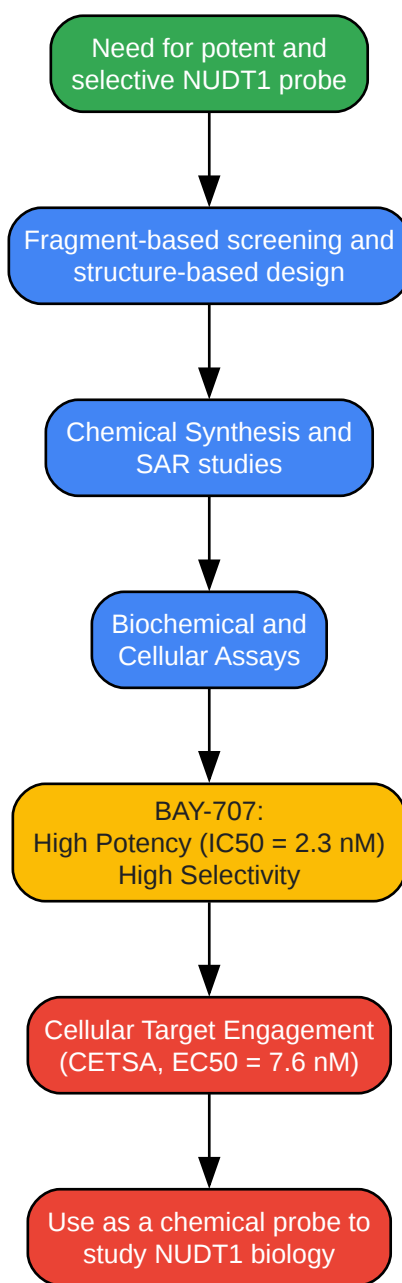 Need for potent and
selective NUDT1 probe
Fragment-based screening and
structure-based design
Chemical Synthesis and
SAR studies
Biochemical and
Cellular Assays
BAY-707:
High Potency (IC50 = 2.3 nM)
High Selectivity
Cellular Target Engagement
(CETSA, EC50 = 7.6 nM)
Use as a chemical probe to
study NUDT1 biology